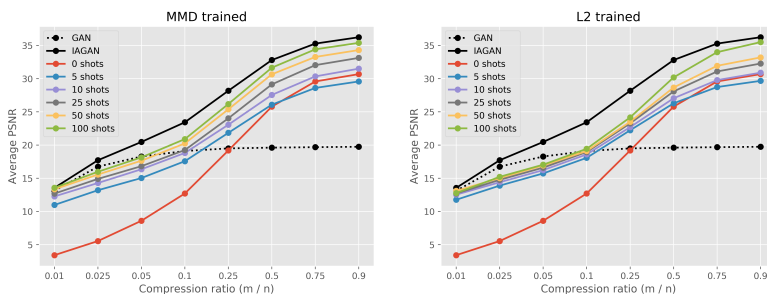 MMD trained
GAN
IAGAN
0 shots
5 shots
10 shots
25 shots
50 shots
100 shots
Average PSNR
35
30
25
20
15
10
5
0.01 0.025 0.05 0.1 0.25 0.5 0.75 0.9
Compression ratio (m / n)
L2 trained
GAN
IAGAN
0 shots
5 shots
10 shots
25 shots
50 shots
100 shots
Average PSNR
35
30
25
20
15
10
5
0.01 0.025 0.05 0.1 0.25 0.5 0.75 0.9
Compression ratio (m / n)